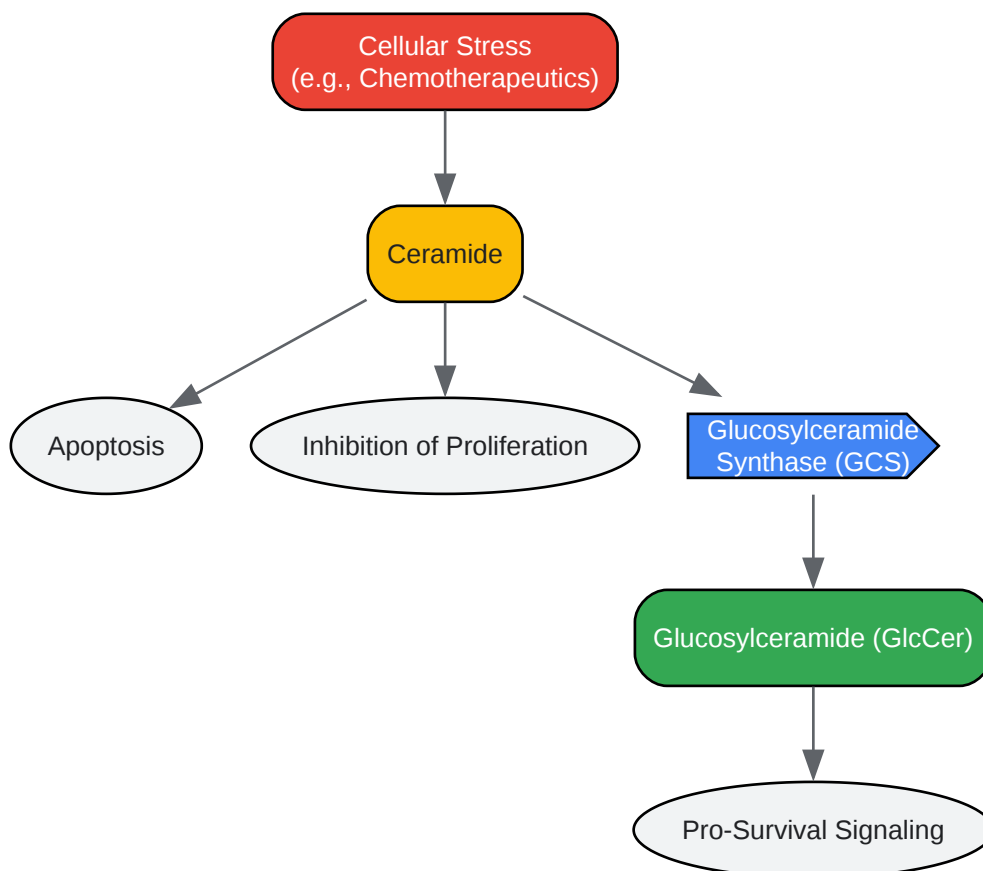 Cellular Stress
(e.g., Chemotherapeutics)
Ceramide
Apoptosis
Inhibition of Proliferation
Glucosylceramide
Synthase (GCS)
Glucosylceramide (GlcCer)
Pro-Survival Signaling